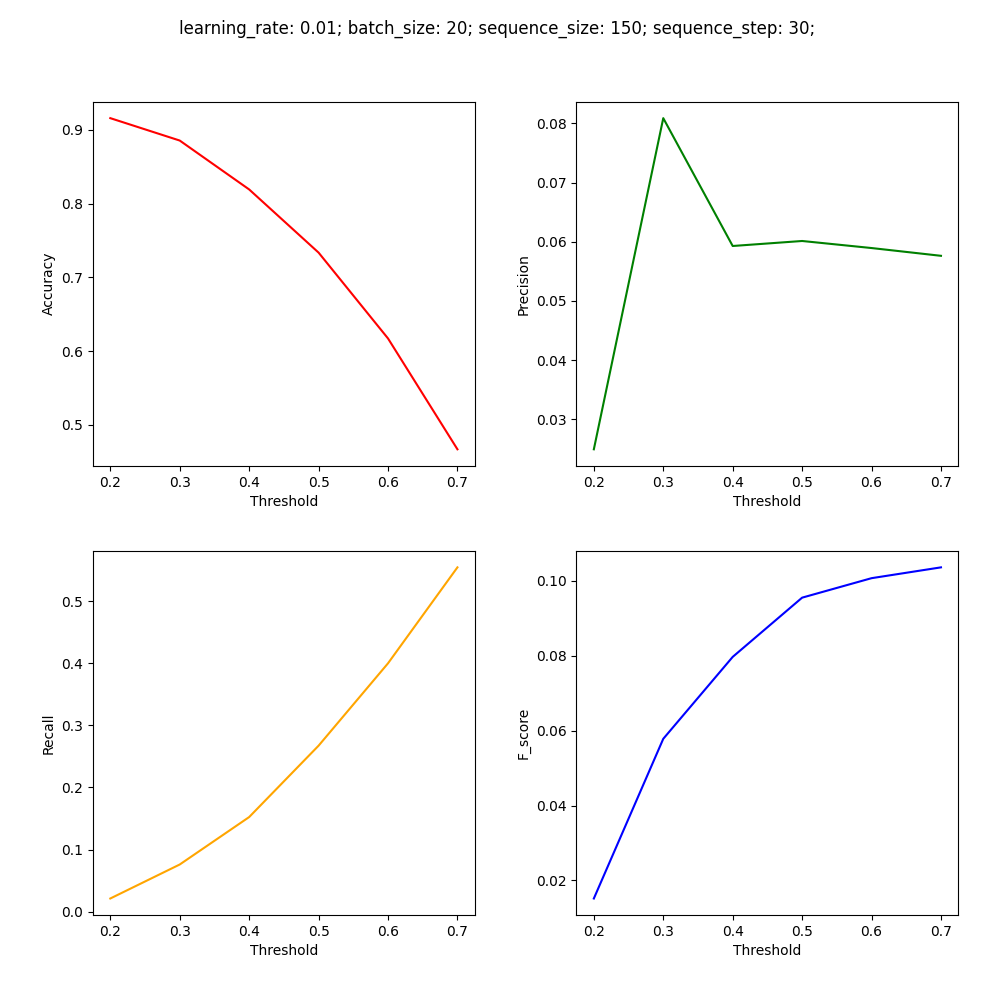 learning_rate: 0.01; batch_size: 20; sequence_size: 150; sequence_step: 30;
0.9
0.8
0.7
0.6
0.5
Accuracy
0.2 0.3 0.4 0.5 0.6 0.7
Threshold
0.08
0.07
0.06
0.05
0.04
0.03
Precision
0.2 0.3 0.4 0.5 0.6 0.7
Threshold
0.5
0.4
0.3
0.2
0.1
0.0
Recall
0.2 0.3 0.4 0.5 0.6 0.7
Threshold
0.10
0.08
0.06
0.04
0.02
F_score
0.2 0.3 0.4 0.5 0.6 0.7
Threshold